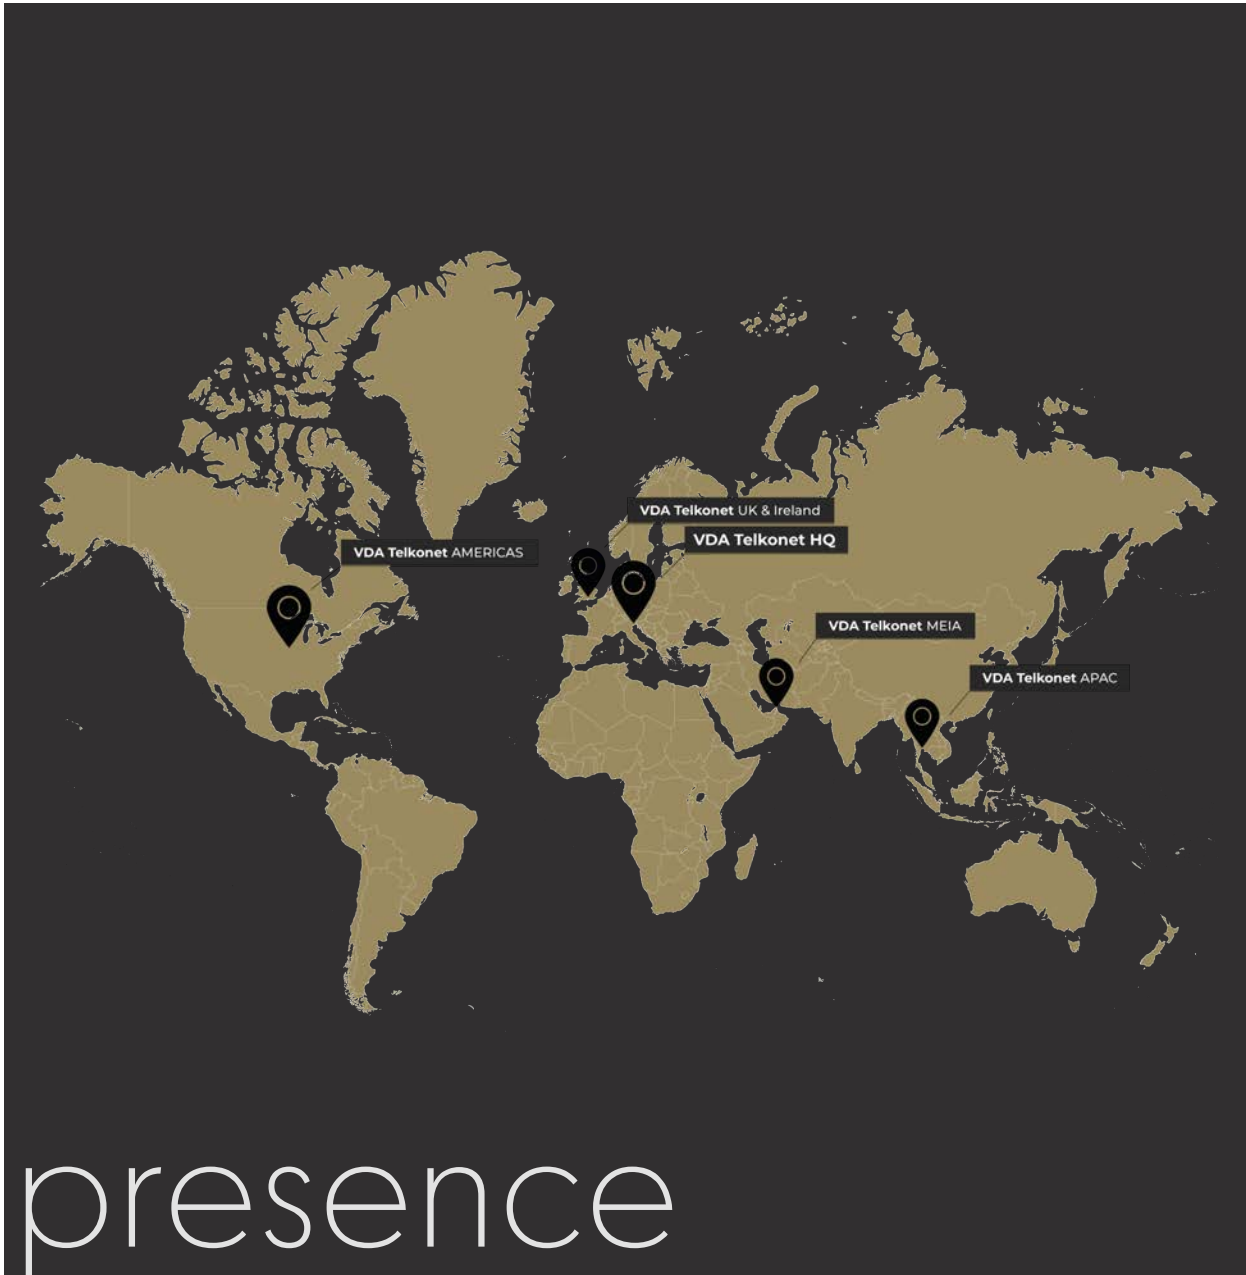 VDA Telkonet UK & Ireland
VDA Telkonet HQ
VDA Telkonet AMERICAS
VDA Telkonet MEIA
VDA Telkonet APAC
presence